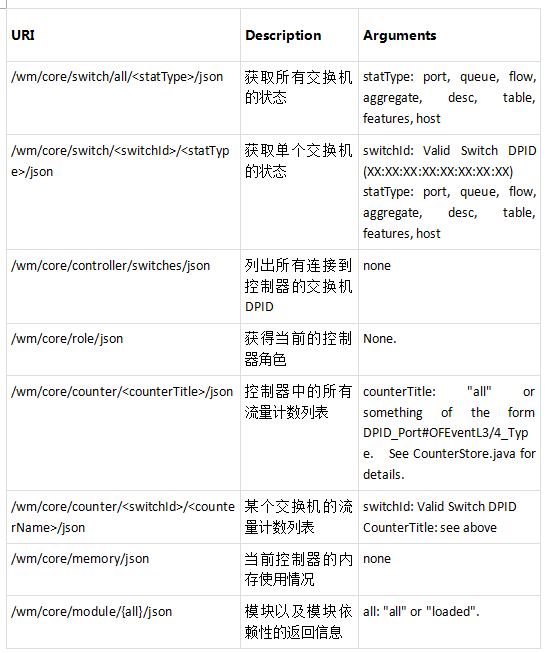 URI
Description
Arguments
/wm/core/switch/all/<statType>/json
获取所有交换机
的状态
statType: port, queue, flow,
aggregate, desc, table,
features, host
/wm/core/switch/<switchId>/<statTyp
e>/json
获取单个交换机
的状态
switchId: Valid Switch DPID
(XX:XX:XX:XX:XX:XX:XX:XX)
statType: port, queue, flow,
aggregate, desc, table,
features, host
/wm/core/controller/switches/json
列出所有连接到
控制器的交换机
DPID
none
/wm/core/role/json
获得当前的控制
器角色
None.
/wm/core/counter/<counterTitle>/json
控制器中的所有
流量计数列表
counterTitle: "all" or
something of the form
DPID_Port#OFEventL3/4_Typ
e. See CounterStore.java for
details.
/wm/core/counter/<switchId>/<counte
rName>/json
某个交换机的流
量计数列表
switchId: Valid Switch DPID
CounterTitle: see above
/wm/core/memory/json
当前控制器的内
存使用情况
none
/wm/core/module/{all}/json
模块以及模块依
赖性的返回信息
all: "all" or "loaded".